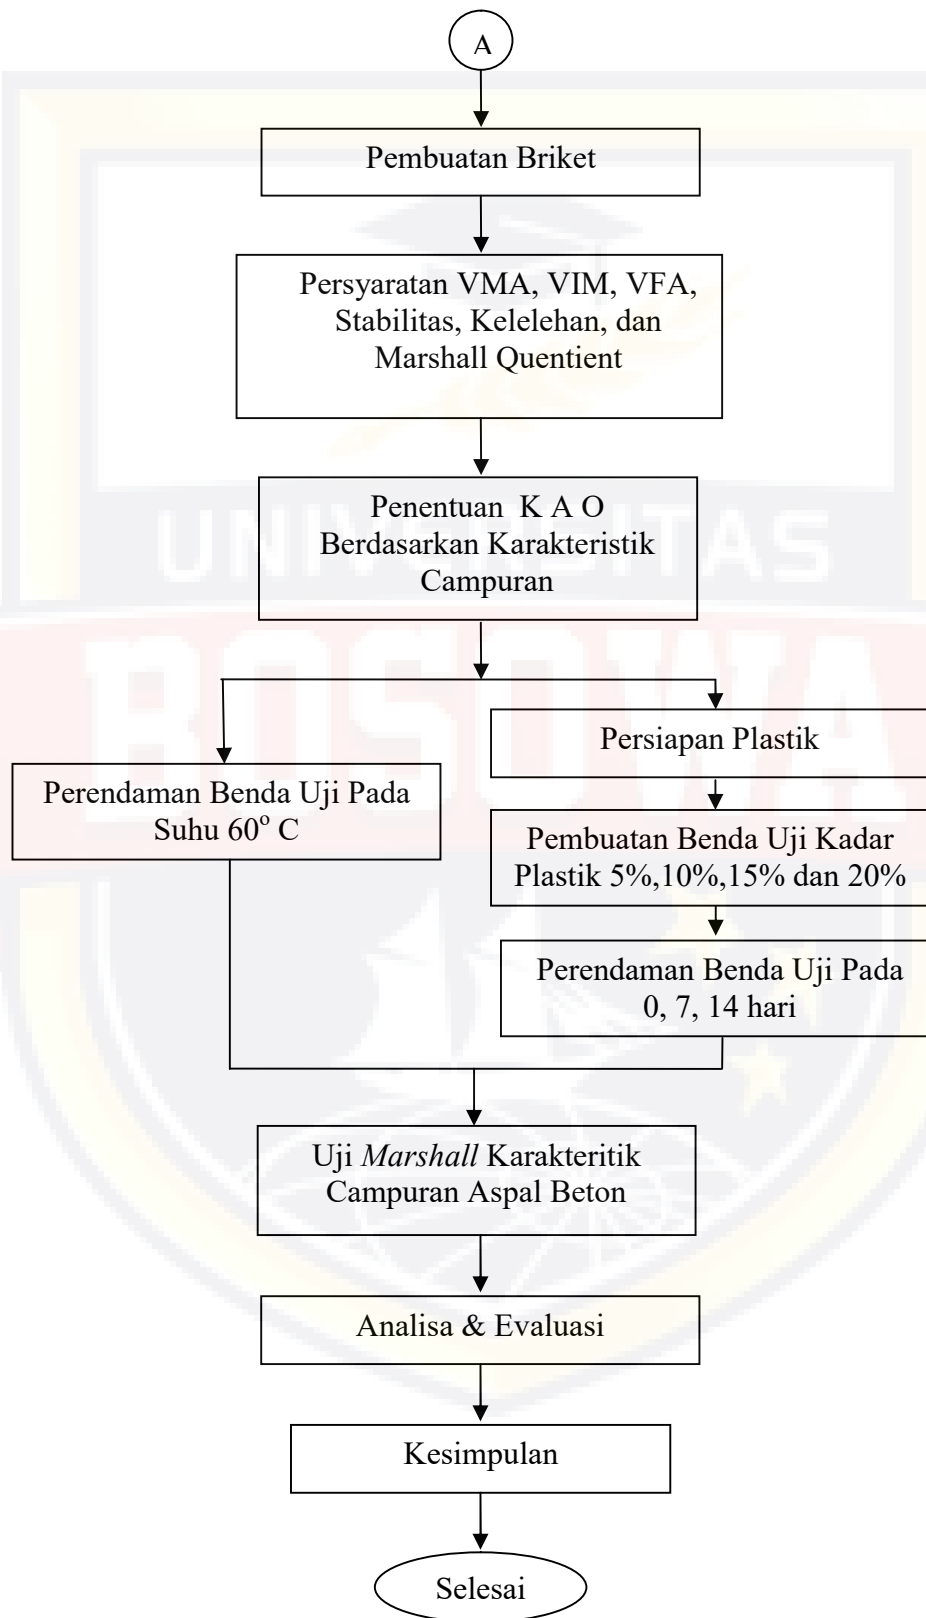 A
Pembuatan Briket
Persyaratan VMA, VIM, VFA,
Stabilitas, Kelelehan, dan
Marshall Quentient
Penentuan K A O
Berdasarkan Karakteristik
Campuran
UNIVERSITAS
BOSOWA
Persiapan Plastik
Perendaman Benda Uji Pada
Suhu 60° C
Pembuatan Benda Uji Kadar
Plastik 5%,10%,15% dan 20%
Perendaman Benda Uji Pada
0, 7, 14 hari
Uji Marshall Karakteritik
Campuran Aspal Beton
Analisa & Evaluasi
Kesimpulan
Selesai